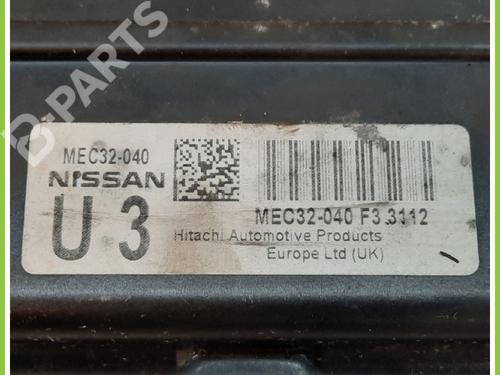 B-PARTS
MEC32-040
NISSAN
U 3
MEC32-040 F3 3112
Hitachi Automotive Products
Europe Ltd (UK)